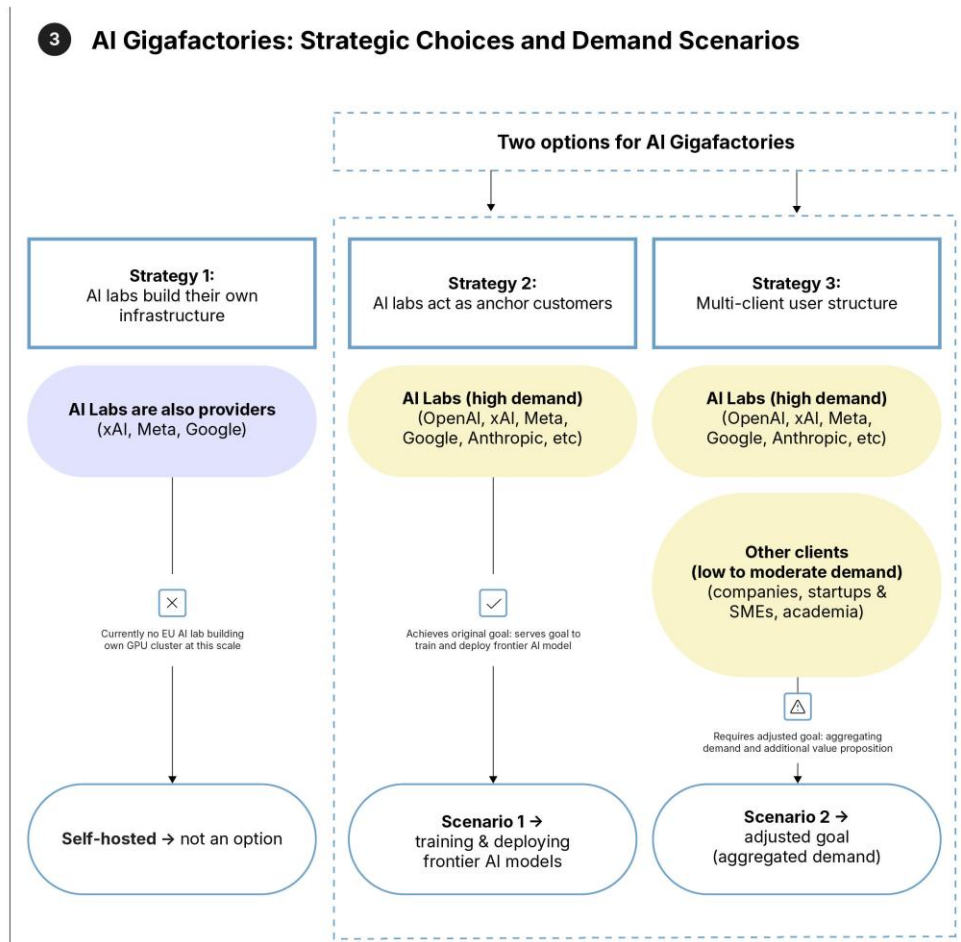 3
AI Gigafactories: Strategic Choices and Demand Scenarios
Two options for AI Gigafactories
Strategy 1:
AI labs build their own
infrastructure
Strategy 2:
AI labs act as anchor customers
Strategy 3:
Multi-client user structure
AI Labs are also providers
(xAI, Meta, Google)
AI Labs (high demand)
(OpenAI, xAI, Meta,
Google, Anthropic, etc)
AI Labs (high demand)
(OpenAI, xAI, Meta,
Google, Anthropic, etc)
Other clients
(low to moderate demand)
(companies, startups &
SMEs, academia)
Currently no EU AI lab building
own GPU cluster at this scale
Achieves original goal: serves goal to
train and deploy frontier AI model
Requires adjusted goal: aggregating
demand and additional value proposition
Self-hosted → not an option
Scenario 1 →
training & deploying
frontier AI models
Scenario 2 →
adjusted goal
(aggregated demand)